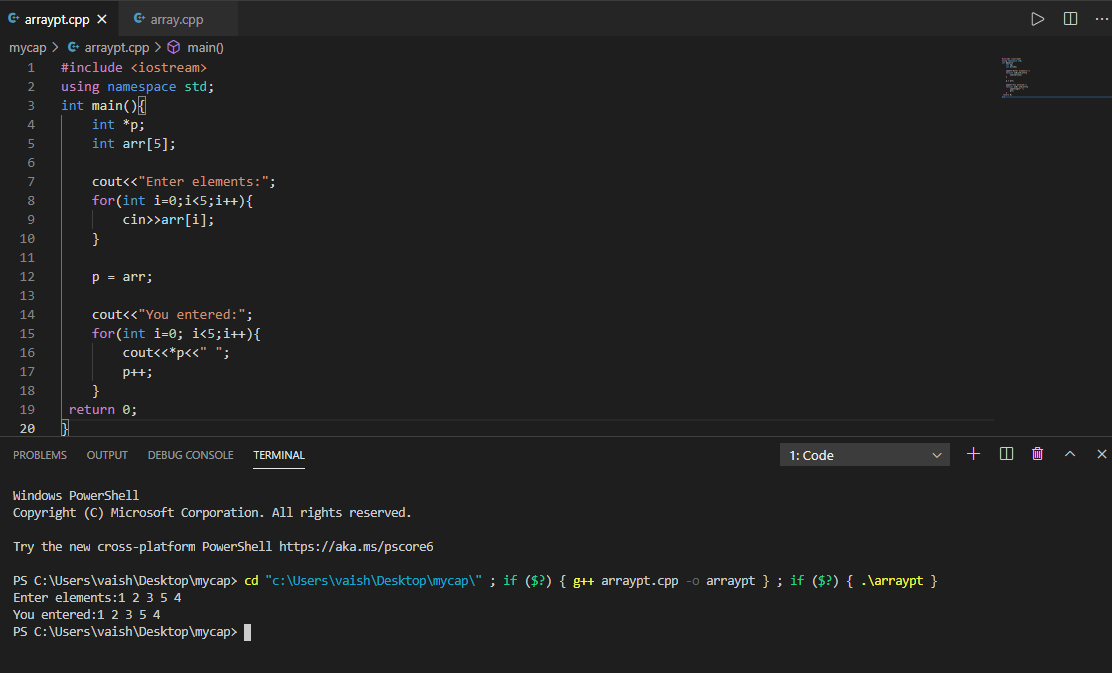 arraypt.cpp
array.cpp
mycap > arraypt.cpp > main()
1 #include <iostream>
2 using namespace std;
3 int main(){
4 int *p;
5 int arr[5];
6
7 cout<<"Enter elements:";
8 for(int i=0;i<5;i++){
9 cin>>arr[i];
10 }
11
12 p = arr;
13
14 cout<<"You entered:";
15 for(int i=0; i<5;i++){
16 cout<<*p<<" ";
17 p++;
18 }
19 return 0;
20 }
PROBLEMS OUTPUT DEBUG CONSOLE TERMINAL 1: Code
Windows PowerShell
Copyright (C) Microsoft Corporation. All rights reserved.
Try the new cross-platform PowerShell https://aka.ms/pscore6
PS C:\Users\vaish\Desktop\mycap> cd "c:\Users\vaish\Desktop\mycap\" ; if ($?) { g++ arraypt.cpp -o arraypt } ; if ($?) { .\arraypt }
Enter elements:1 2 3 5 4
You entered:1 2 3 5 4
PS C:\Users\vaish\Desktop\mycap>